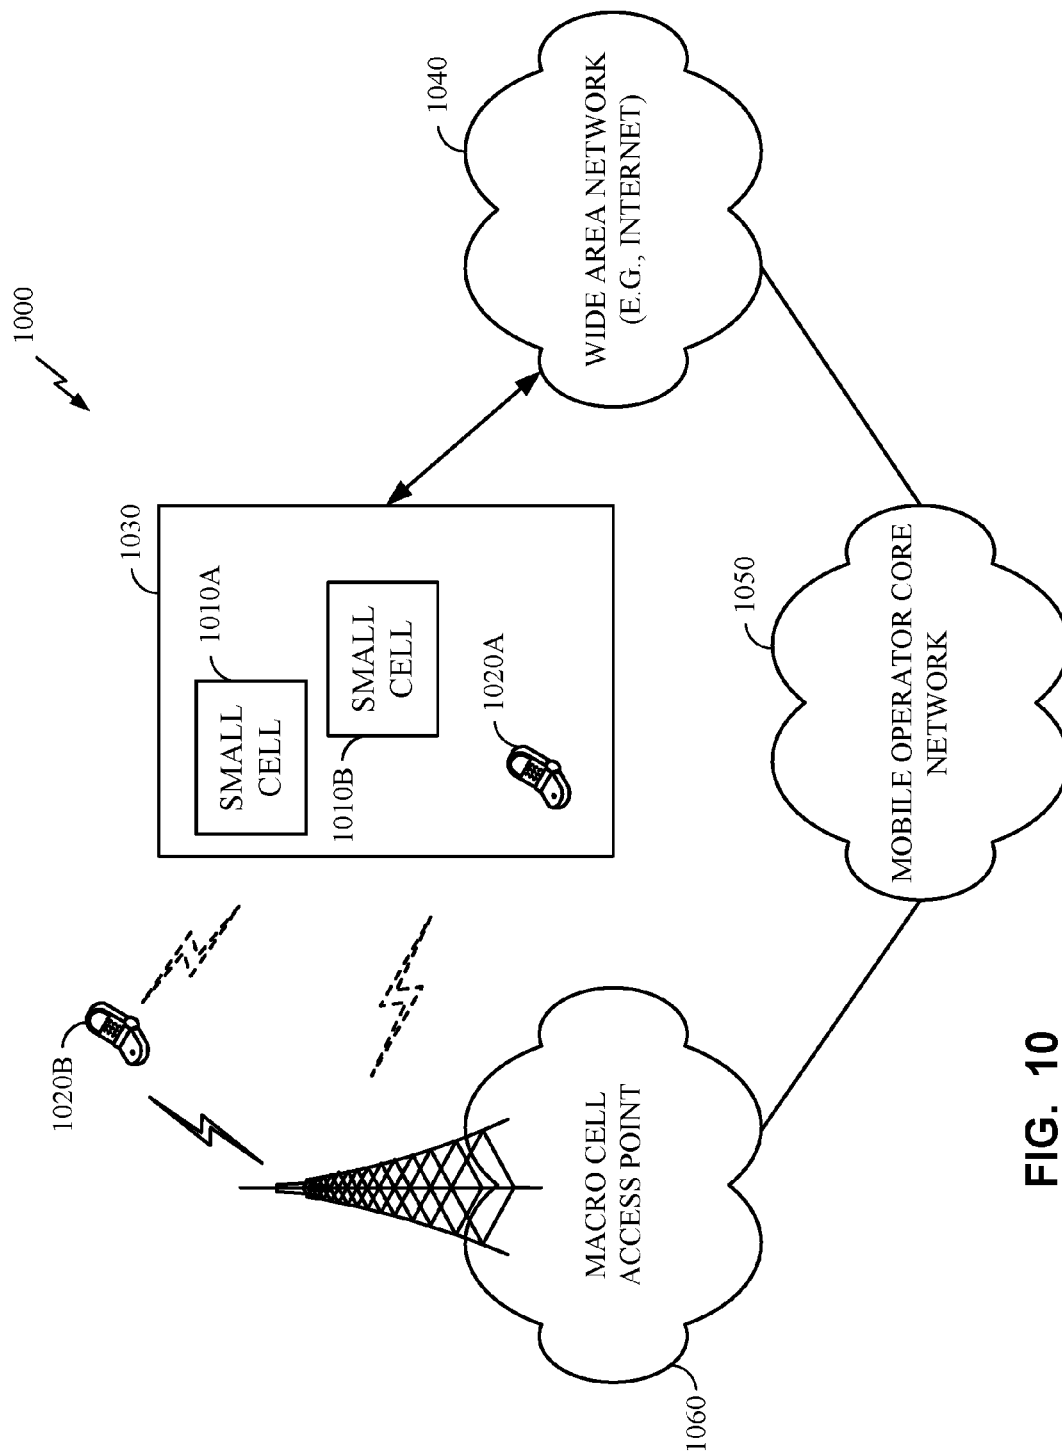 1000
1020B
1030
1010A
SMALL
CELL
SMALL
CELL
1010B
1020A
1040
WIDE AREA NETWORK
(E.G., INTERNET)
MACRO CELL
ACCESS POINT
1060
1050
MOBILE OPERATOR CORE
NETWORK
FIG. 10